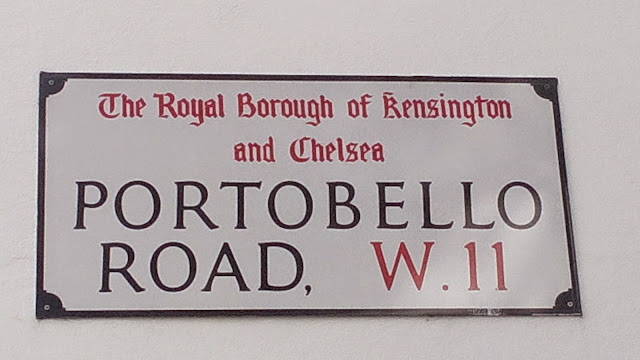 The Royal Borough of Kensington
and Chelsea
PORTOBELLO
ROAD, W.11